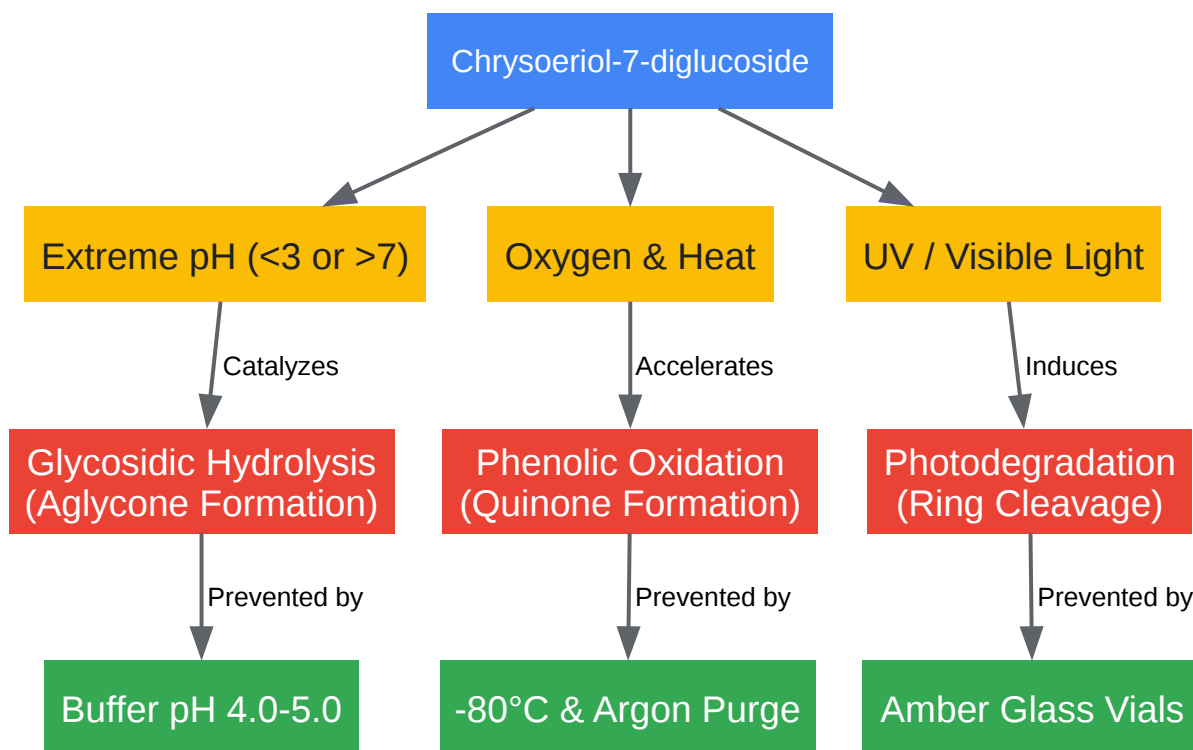 Chrysoeriol-7-diglucoside
Extreme pH (<3 or >7)
Oxygen & Heat
UV / Visible Light
Catalyzes
Accelerates
Induces
Glycosidic Hydrolysis
(Aglycone Formation)
Phenolic Oxidation
(Quinone Formation)
Photodegradation
(Ring Cleavage)
Prevented by
Prevented by
Prevented by
Buffer pH 4.0-5.0
-80°C & Argon Purge
Amber Glass Vials